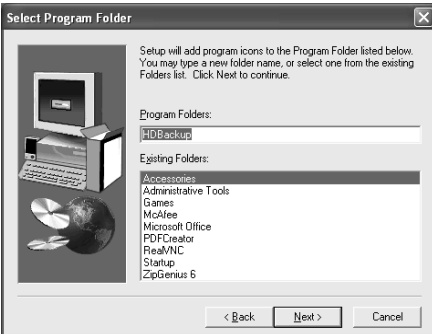 Select Program Folder
Setup will add program icons to the Program Folder listed below.
You may type a new folder name, or select one from the existing
Folders list. Click Next to continue.
Program Folders:
HDBackup
Existing Folders:
Accessories
Administrative Tools
Games
McAfee
Microsoft Office
PDFCreator
RealVNC
Startup
ZipGenius 6
< Back
Next >
Cancel